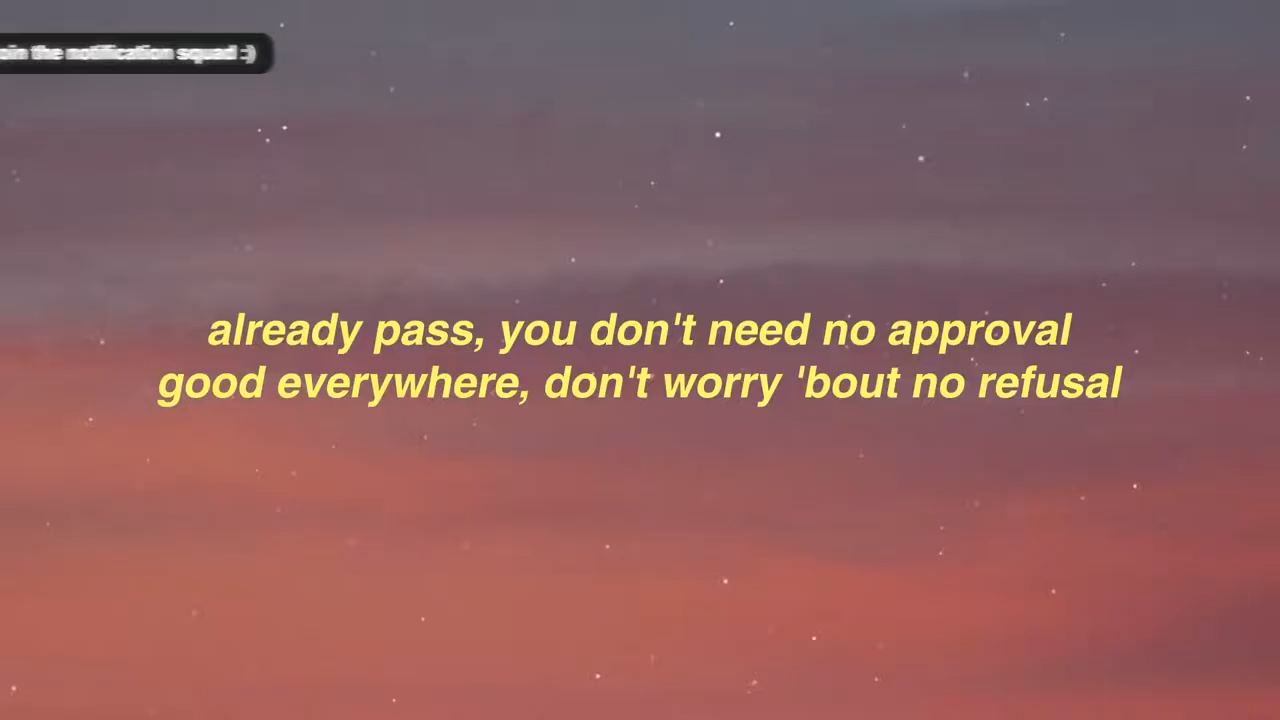 oin the notification squad :)
already pass, you don't need no approval
good everywhere, don't worry 'bout no refusal